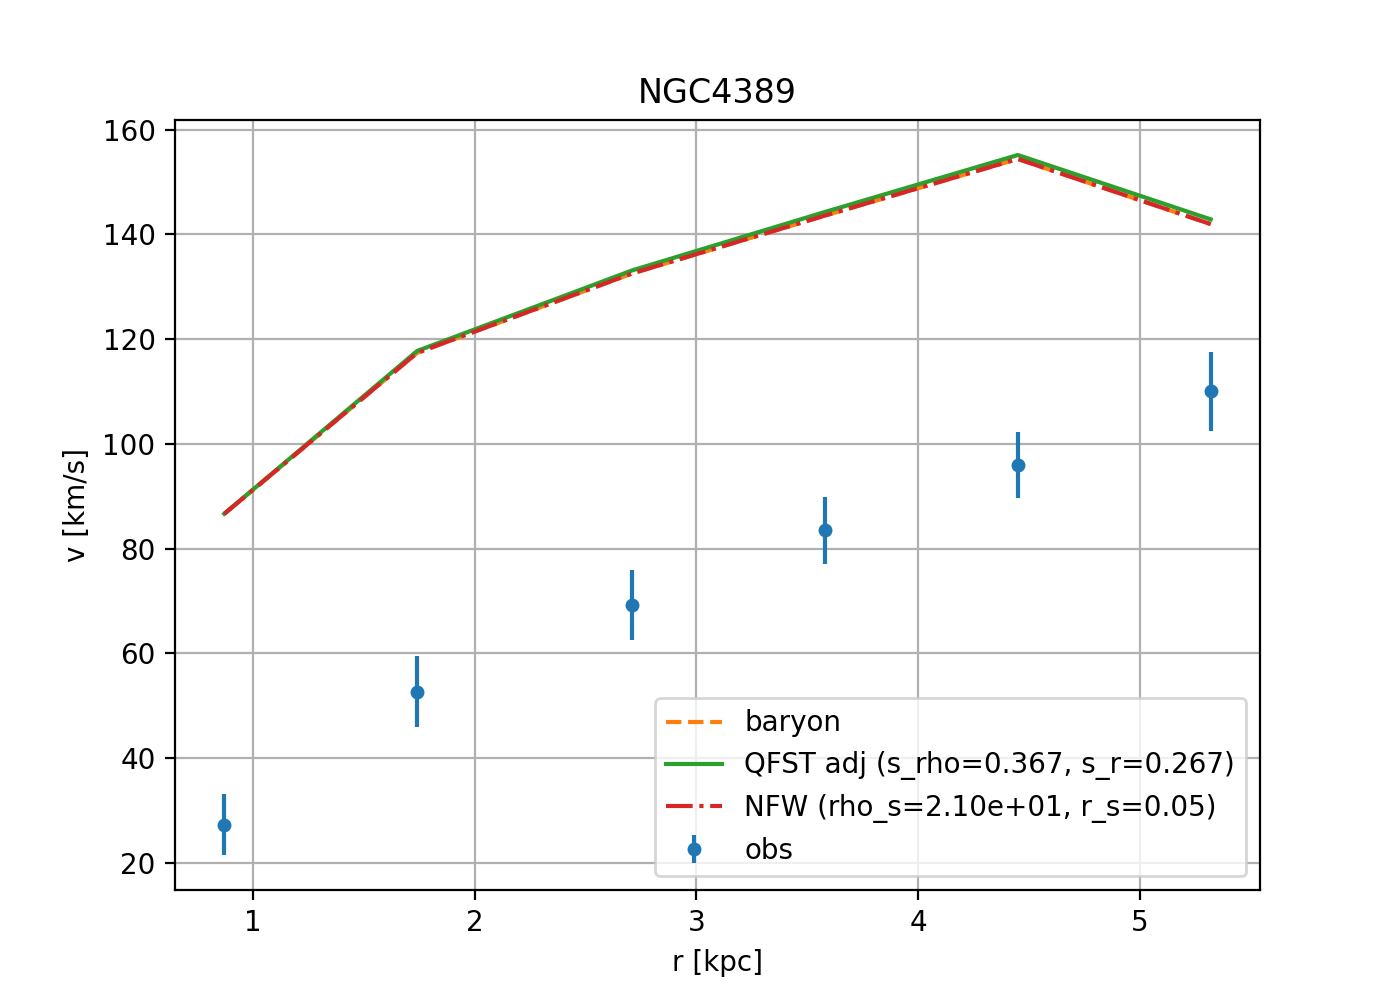 NGC4389
v [km/s]
160
140
120
100
80
60
40
20
baryon
QFST adj (s_rho=0.367, s_r=0.267)
NFW (rho_s=2.10e+01, r_s=0.05)
obs
1 2 3 4 5
r [kpc]